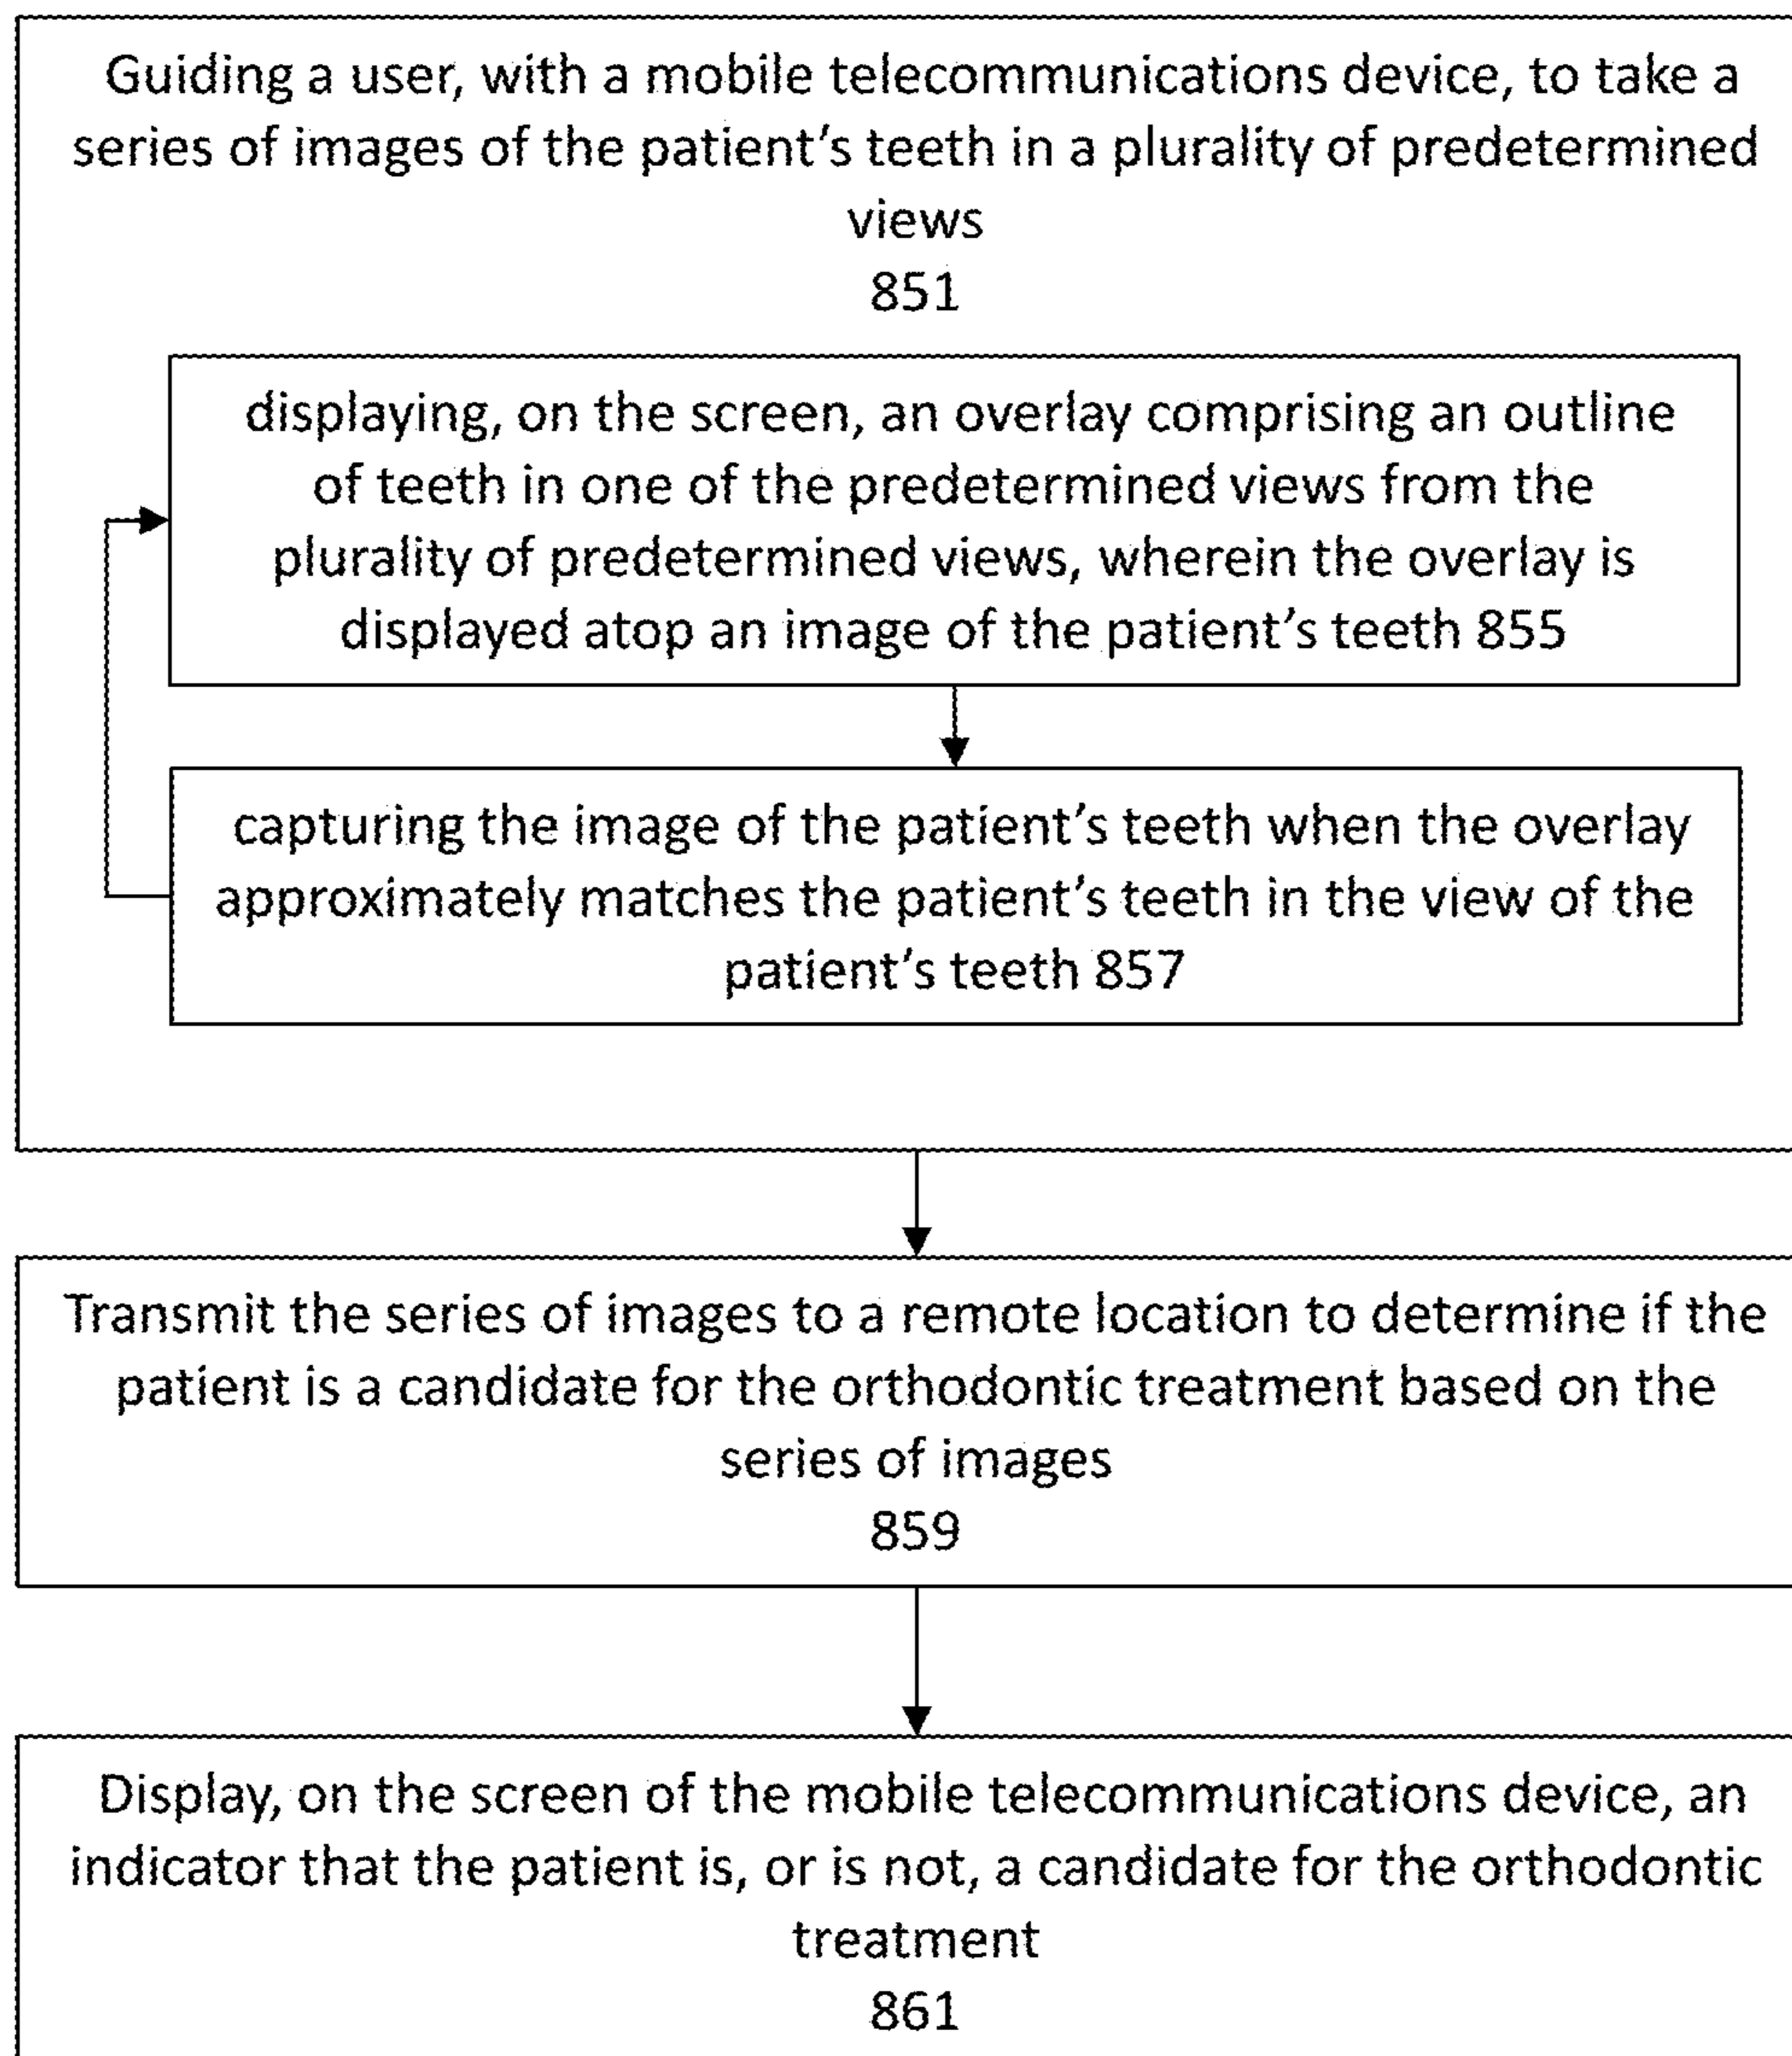 Guiding a user, with a mobile telecommunications device, to take a
series of images of the patient's teeth in a plurality of predetermined
views
851
displaying, on the screen, an overlay comprising an outline
of teeth in one of the predetermined views from the
plurality of predetermined views, wherein the overlay is
displayed atop an image of the patient's teeth 855
capturing the image of the patient's teeth when the overlay
approximately matches the patient's teeth in the view of the
patient's teeth 857
Transmit the series of images to a remote location to determine if the
patient is a candidate for the orthodontic treatment based on the
series of images
859
Display, on the screen of the mobile telecommunications device, an
indicator that the patient is, or is not, a candidate for the orthodontic
treatment
861